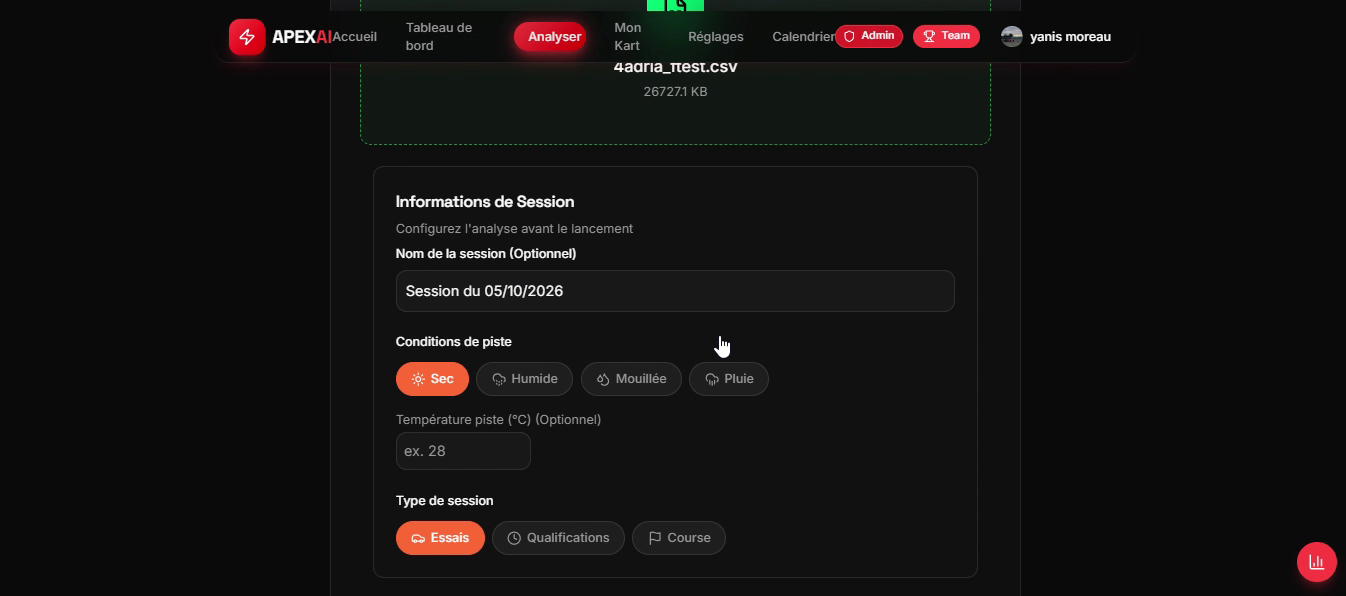 APEXAI
Accueil
Tableau de
bord
Analyser
Mon
Kart
Réglages
Calendrier
Admin
Team
yanis moreau
4adria_ftest.csv
26727.1 KB
Informations de Session
Configurez l'analyse avant le lancement
Nom de la session (Optionnel)
Session du 05/10/2026
Conditions de piste
Sec Humide Mouillée Pluie
Température piste (°C) (Optionnel)
ex. 28
Type de session
Essais Qualifications Course